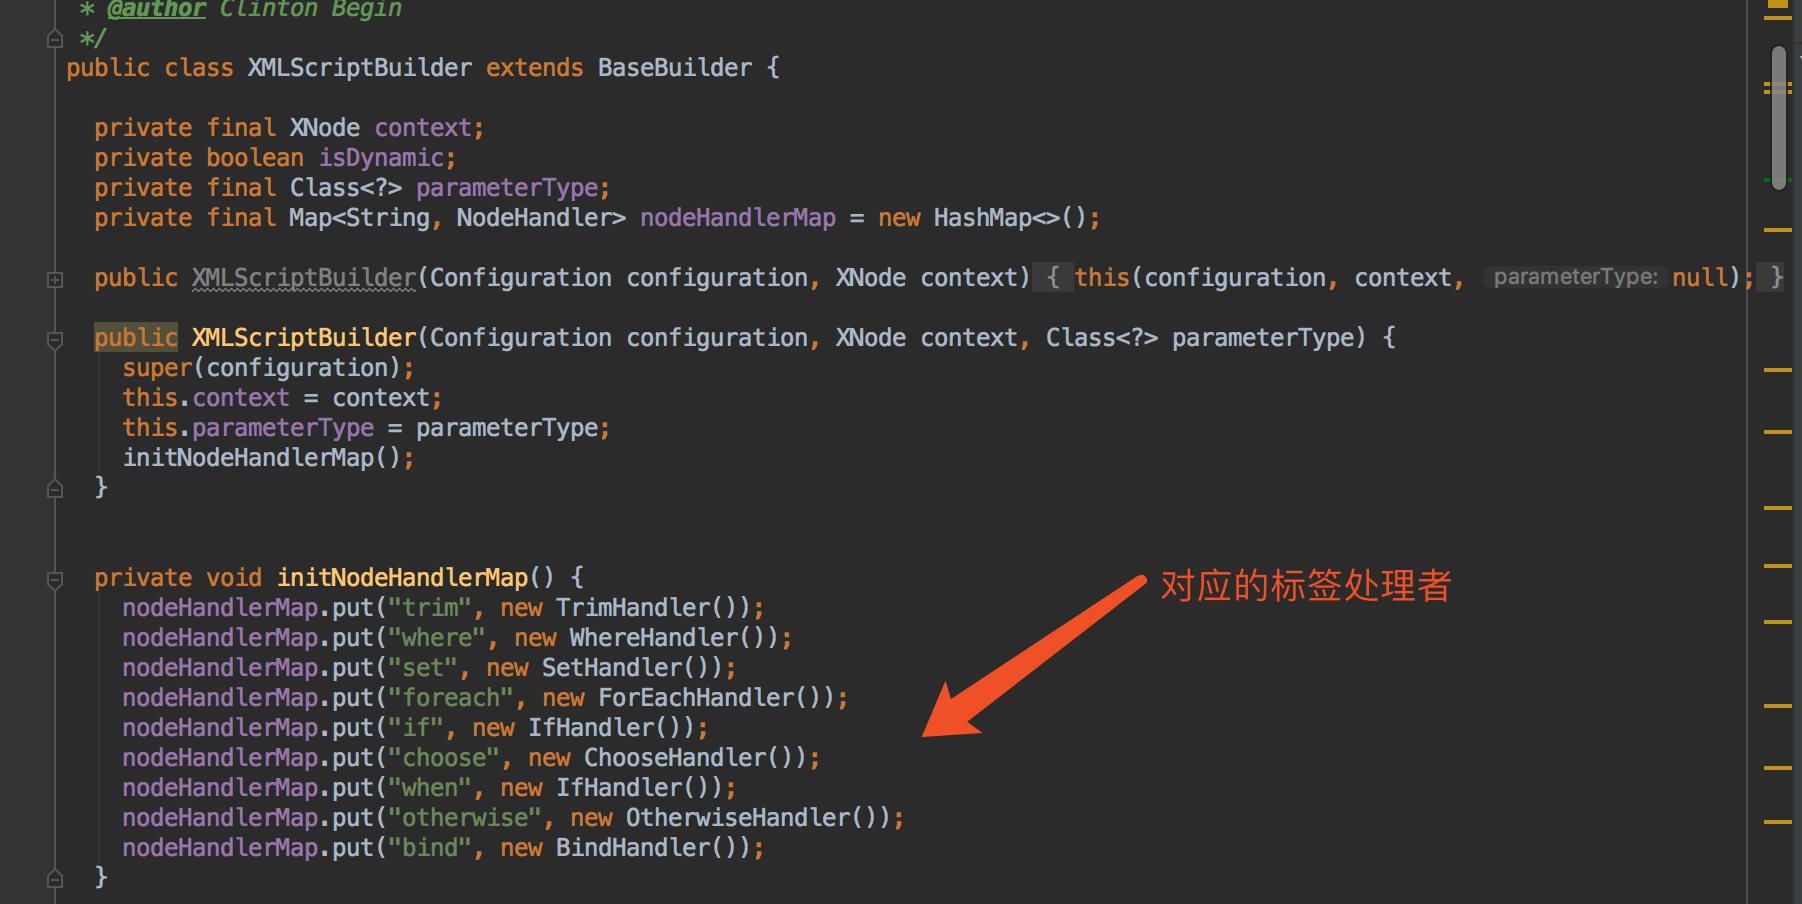 * @author Clinton Begin
*/
public class XMLScriptBuilder extends BaseBuilder {
private final XNode context;
private boolean isDynamic;
private final Class<?> parameterType;
private final Map<String, NodeHandler> nodeHandlerMap = new HashMap<>();
public XMLScriptBuilder(Configuration configuration, XNode context) { this(configuration, context, parameterType: null); }
public XMLScriptBuilder(Configuration configuration, XNode context, Class<?> parameterType) {
super(configuration);
this.context = context;
this.parameterType = parameterType;
initNodeHandlerMap();
}
private void initNodeHandlerMap() {
对应的标签处理者
nodeHandlerMap.put("trim", new TrimHandler());
nodeHandlerMap.put("where", new WhereHandler());
nodeHandlerMap.put("set", new SetHandler());
nodeHandlerMap.put("foreach", new ForEachHandler());
nodeHandlerMap.put("if", new IfHandler());
nodeHandlerMap.put("choose", new ChooseHandler());
nodeHandlerMap.put("when", new IfHandler());
nodeHandlerMap.put("otherwise", new OtherwiseHandler());
nodeHandlerMap.put("bind", new BindHandler());
}